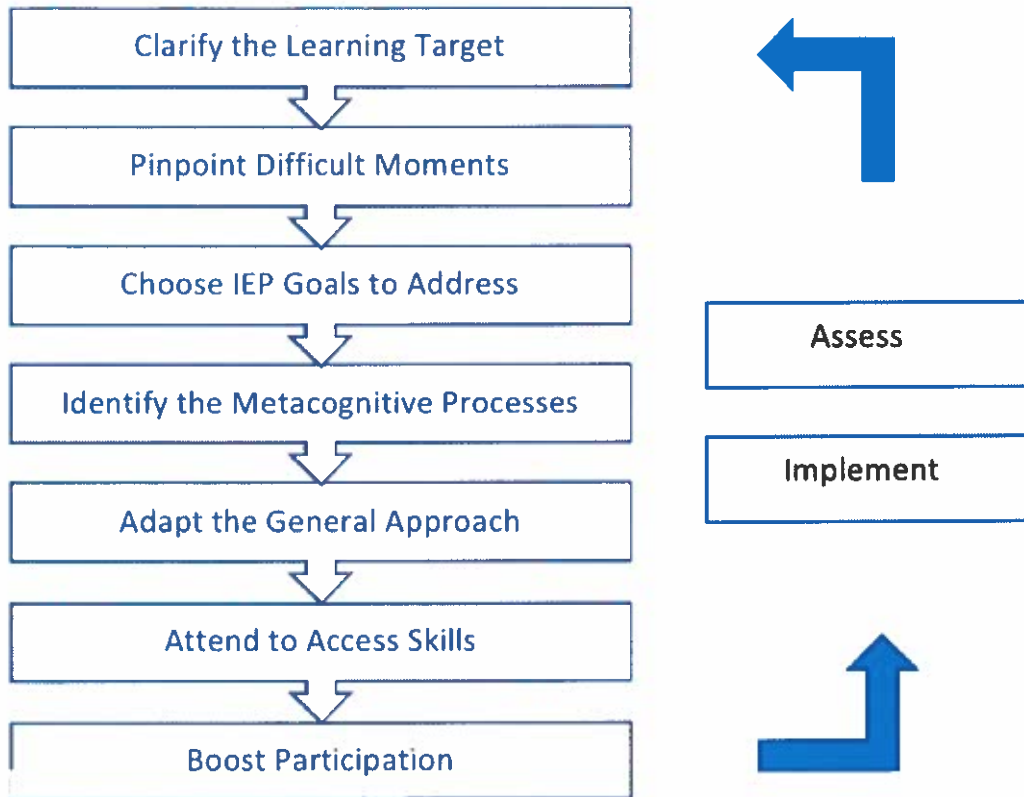 Clarify the Learning Target
Pinpoint Difficult Moments
Choose IEP Goals to Address
Identify the Metacognitive Processes
Adapt the General Approach
Attend to Access Skills
Boost Participation
Assess
Implement